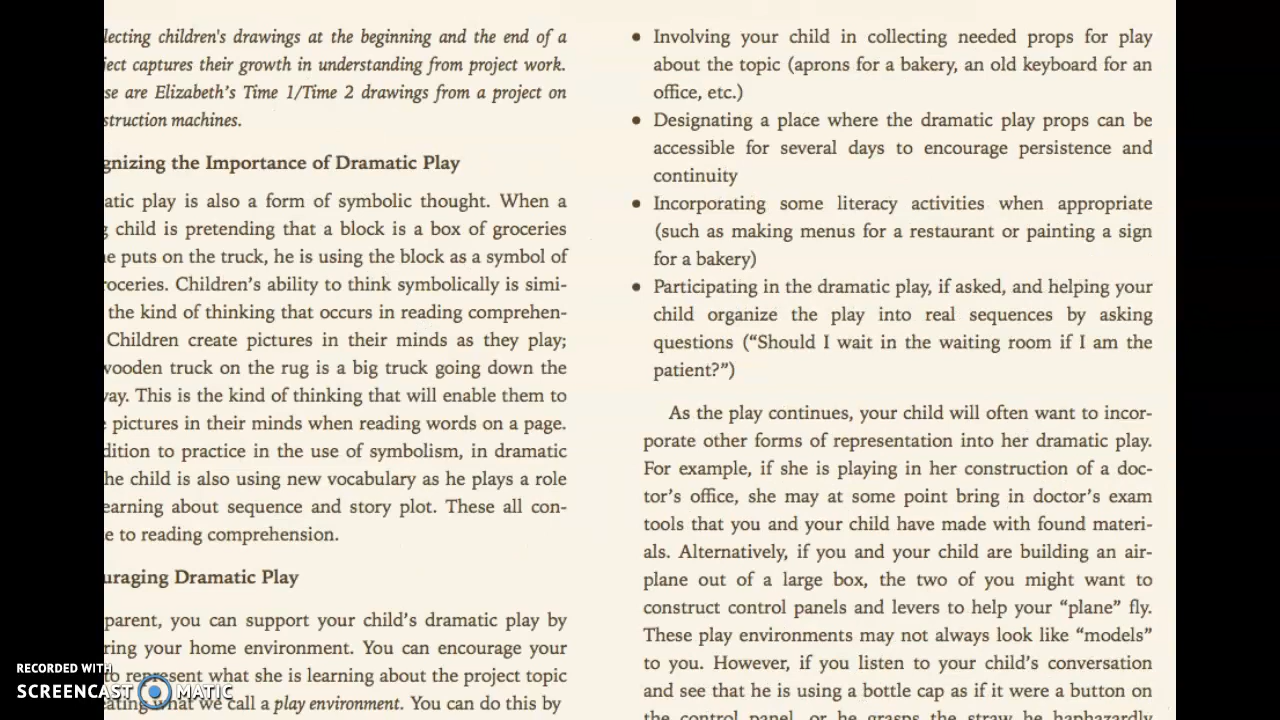 lecting children's drawings at the beginning and the end of a
ject captures their growth in understanding from project work.
se are Elizabeth's Time 1/Time 2 drawings from a project on
struction machines.
gnizing the Importance of Dramatic Play
atic play is also a form of symbolic thought. When a
g child is pretending that a block is a box of groceries
e puts on the truck, he is using the block as a symbol of
roceries. Children's ability to think symbolically is simi-
the kind of thinking that occurs in reading comprehen-
Children create pictures in their minds as they play;
wooden truck on the rug is a big truck going down the
way. This is the kind of thinking that will enable them to
e pictures in their minds when reading words on a page.
dition to practice in the use of symbolism, in dramatic
he child is also using new vocabulary as he plays a role
earning about sequence and story plot. These all con-
e to reading comprehension.
uraging Dramatic Play
parent, you can support your child's dramatic play by
ring your home environment. You can encourage your
to represent what she is learning about the project topic
eating what we call a play environment. You can do this by
• Involving your child in collecting needed props for play
about the topic (aprons for a bakery, an old keyboard for an
office, etc.)
• Designating a place where the dramatic play props can be
accessible for several days to encourage persistence and
continuity
• Incorporating some literacy activities when appropriate
(such as making menus for a restaurant or painting a sign
for a bakery)
• Participating in the dramatic play, if asked, and helping your
child organize the play into real sequences by asking
questions ("Should I wait in the waiting room if I am the
patient?")
As the play continues, your child will often want to incor-
porate other forms of representation into her dramatic play.
For example, if she is playing in her construction of a doc-
tor's office, she may at some point bring in doctor's exam
tools that you and your child have made with found materi-
als. Alternatively, if you and your child are building an air-
plane out of a large box, the two of you might want to
construct control panels and levers to help your "plane" fly.
These play environments may not always look like "models"
to you. However, if you listen to your child's conversation
and see that he is using a bottle cap as if it were a button on
the control panel, or he grasps the straw he haphazardly
RECORDED WITH
SCREENCAST MATIC